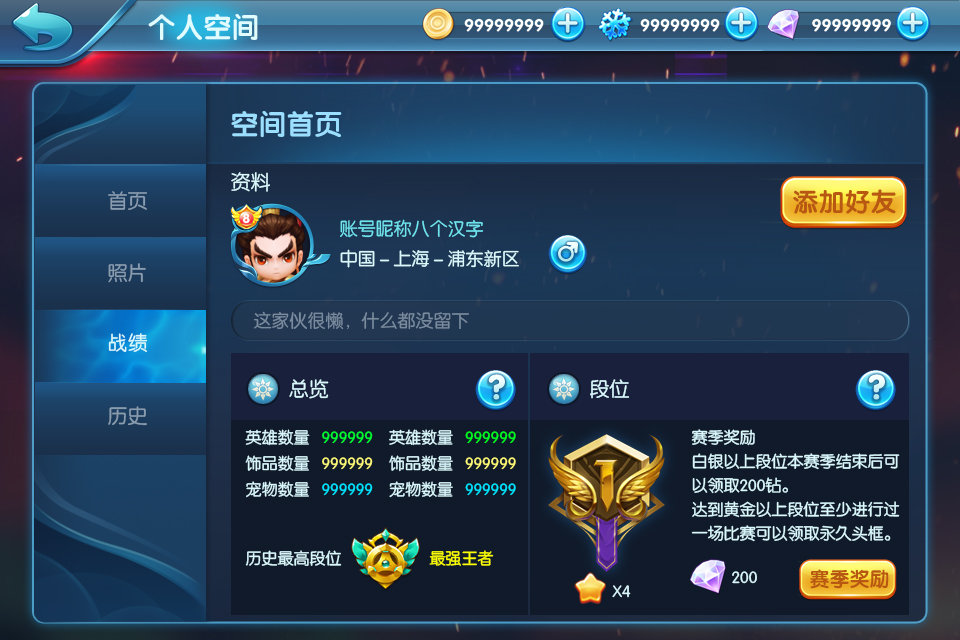 个人空间
99999999
99999999
99999999
空间首页
首页
照片
战绩
历史
资料
8
账号昵称八个汉字
中国-上海-浦东新区
添加好友
这家伙很懒，什么都没留下
总览
?
英雄数量 999999 英雄数量 999999
饰品数量 999999 饰品数量 999999
宠物数量 999999 宠物数量 999999
历史最高段位 最强王者
段位
?
赛季奖励
白银以上段位本赛季结束后可
以领取200钻。
达到黄金以上段位至少进行过
一场比赛可以领取永久头框。
X4
200
赛季奖励